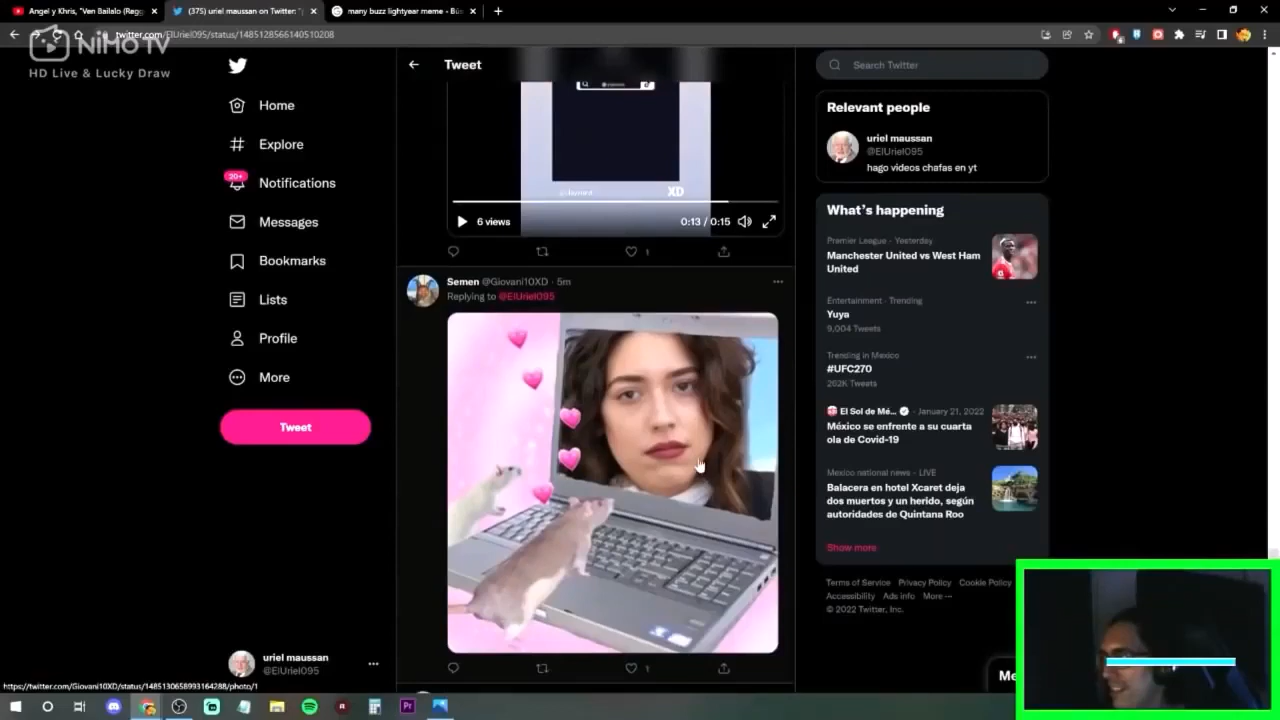 Angel y Khris, "Ven Bailalo (Regg
(375) uriel maussan on Twitter: "
many buzz lightyear meme - Bús
twitter.com/ElUriel095/status/1485128566140510208
NIMO TV
HD Live & Lucky Draw
Home
Explore
20+
Notifications
Messages
Bookmarks
Lists
Profile
More
Tweet
uriel maussan
@ElUriel095
https://twitter.com/Giovani10XD/status/1485130658993164288/photo/1
Tweet
XD
6 views
0:13 / 0:15
1
Semen @Giovani10XD · 5m
Replying to @ElUriel095
1
Search Twitter
Relevant people
uriel maussan
@ElUriel095
hago videos chafas en yt
What's happening
Premier League · Yesterday
Manchester United vs West Ham
United
Entertainment · Trending
Yuya
9,004 Tweets
Trending in Mexico
#UFC270
262K Tweets
El Sol de Mé... · January 21, 2022
México se enfrente a su cuarta
ola de Covid-19
Mexico national news · LIVE
Balacera en hotel Xcaret deja
dos muertos y un herido, según
autoridades de Quintana Roo
Show more
Terms of Service Privacy Policy Cookie Policy
Accessibility Ads info More ···
© 2022 Twitter, Inc.
Me